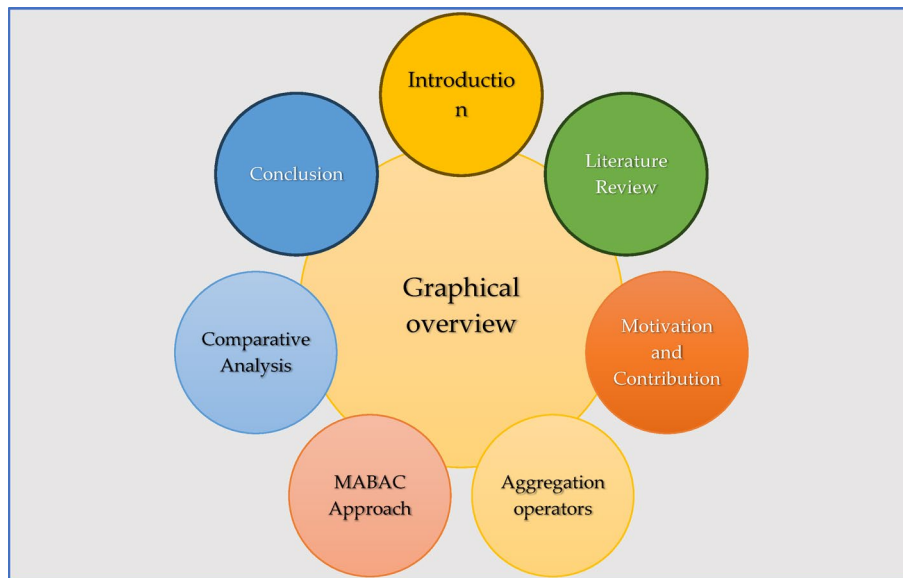 Introductio
n
Literature
Review
Motivation
and
Contribution
Aggregation
operators
MABAC
Approach
Comparative
Analysis
Conclusion
Graphical
overview